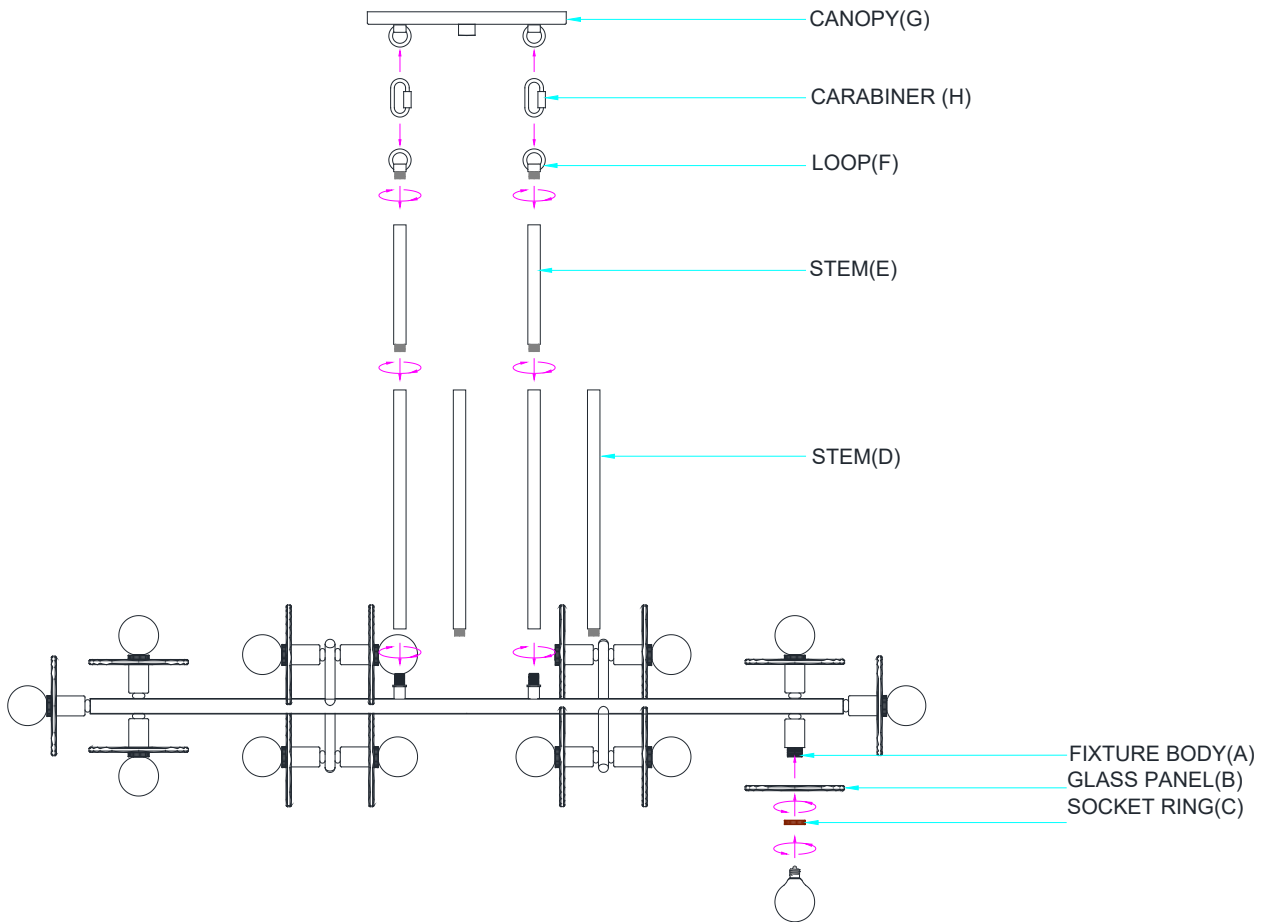 CANOPY(G)
CARABINER (H)
LOOP(F)
STEM(E)
STEM(D)
FIXTURE BODY(A)
GLASS PANEL(B)
SOCKET RING(C)